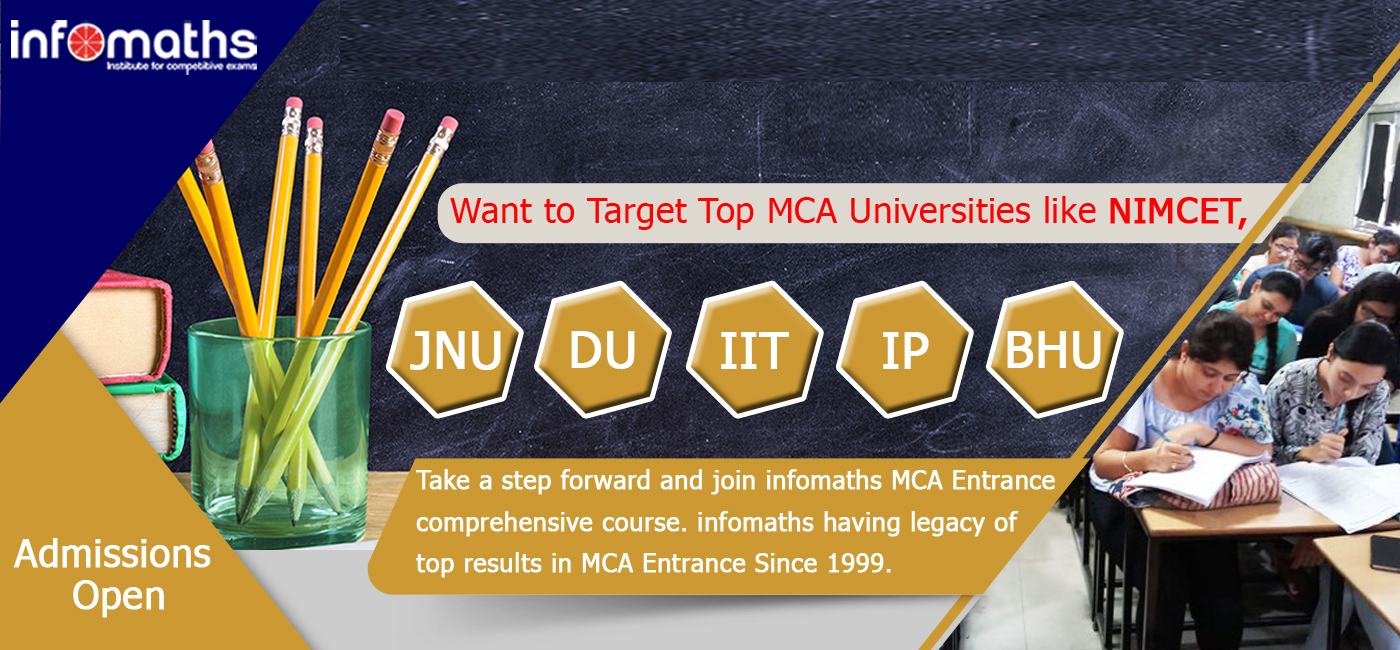 infomaths
Institute for competitive exams
Want to Target Top MCA Universities like NIMCET,
JNU DU IIT IP BHU
Take a step forward and join infomaths MCA Entrance
comprehensive course. infomaths having legacy of
top results in MCA Entrance Since 1999.
Admissions
Open